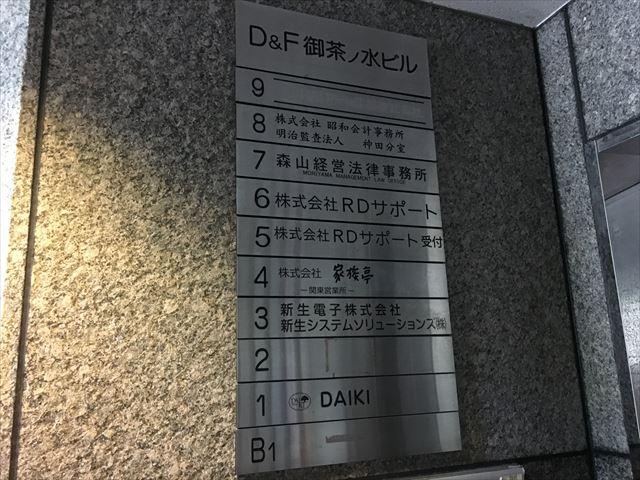 D&F 御茶ノ水ビル
9
8 株式会社 昭和会計事務所
明治監査法人 神田分室
7 森山経営法律事務所
MORIYAMA MANAGEMENT LAW OFFICE
6 株式会社RDサポート
5 株式会社RDサポート 受付
4 株式会社 家族亭
―関東営業所―
3 新生電子株式会社
新生システムソリューションズ㈱
2
1 DAIKI
B1